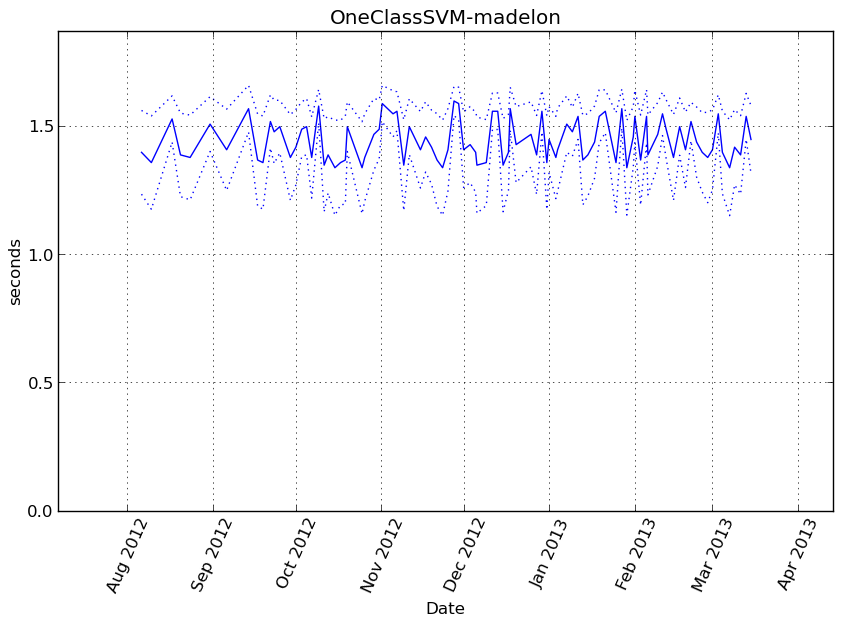 OneClassSVM-madelon
seconds
1.5
1.0
0.5
0.0
Aug 2012
Sep 2012
Oct 2012
Nov 2012
Dec 2012
Jan 2013
Feb 2013
Mar 2013
Apr 2013
Date